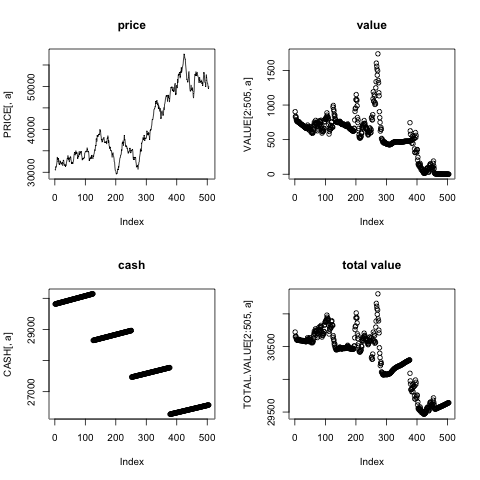 price
PRICE[, a]
30000 40000 50000
0 100 200 300 400 500
Index
value
VALUE[2:505, a]
0 500 1000 1500
0 100 200 300 400 500
Index
cash
CASH[, a]
27000 29000
0 100 200 300 400 500
Index
total value
TOTAL.VALUE[2:505, a]
29500 30500
0 100 200 300 400 500
Index